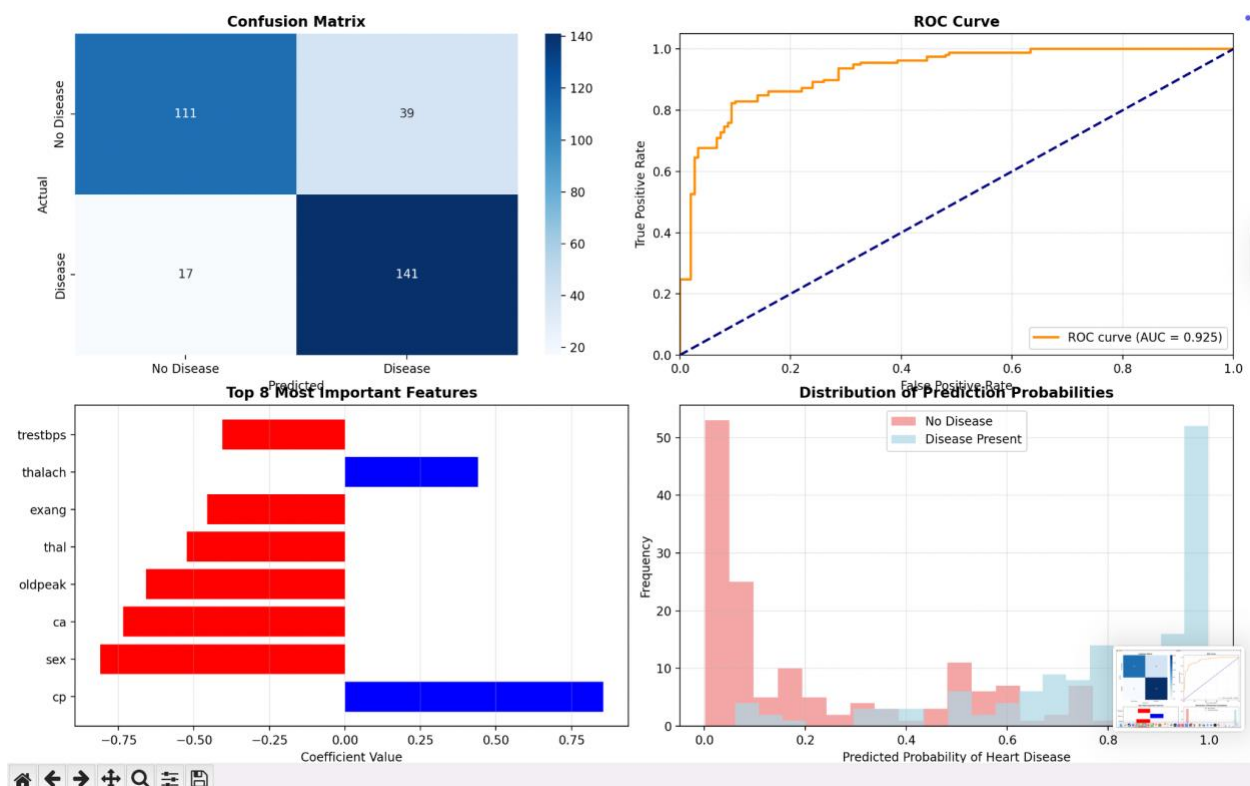 Confusion Matrix
No Disease
Disease
Actual
111
39
17
141
No Disease
Disease
Predicted
140
120
100
80
60
40
20
ROC Curve
True Positive Rate
1.0
0.8
0.6
0.4
0.2
0.0
0.0
0.2
0.4
0.6
0.8
1.0
False Positive Rate
ROC curve (AUC = 0.925)
Top 8 Most Important Features
trestbps
thalach
exang
thal
oldpeak
ca
sex
cp
−0.75
−0.50
−0.25
0.00
0.25
0.50
0.75
Coefficient Value
Distribution of Prediction Probabilities
No Disease
Disease Present
Frequency
50
40
30
20
10
0
0.0
0.2
0.4
0.6
0.8
1.0
Predicted Probability of Heart Disease